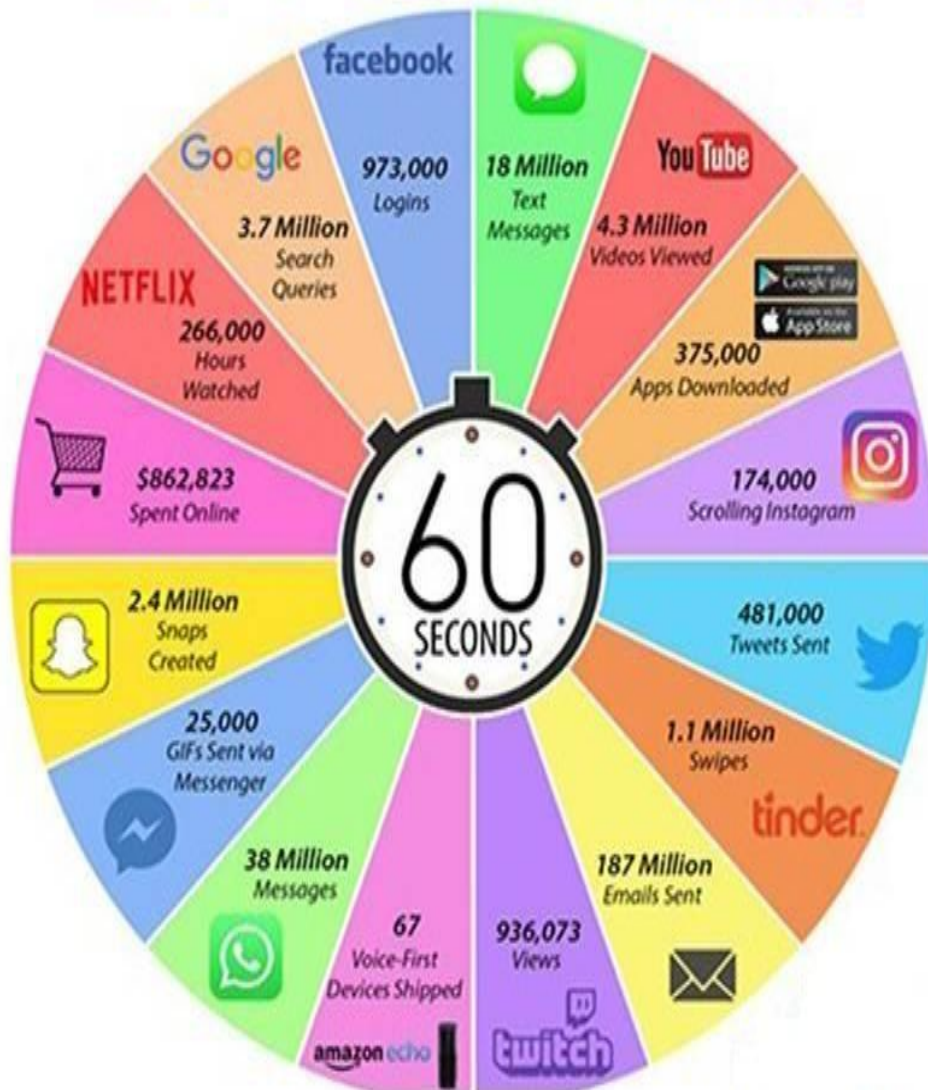 facebook
973,000
Logins
18 Million
Text
Messages
YouTube
4.3 Million
Videos Viewed
Google play
Available on the
App Store
375,000
Apps Downloaded
174,000
Scrolling Instagram
481,000
Tweets Sent
1.1 Million
Swipes
tinder
187 Million
Emails Sent
936,073
Views
twitch
67
Voice-First
Devices Shipped
amazon echo
38 Million
Messages
25,000
GIFs Sent via
Messenger
2.4 Million
Snaps
Created
$862,823
Spent Online
NETFLIX
266,000
Hours
Watched
Google
3.7 Million
Search
Queries
60
SECONDS